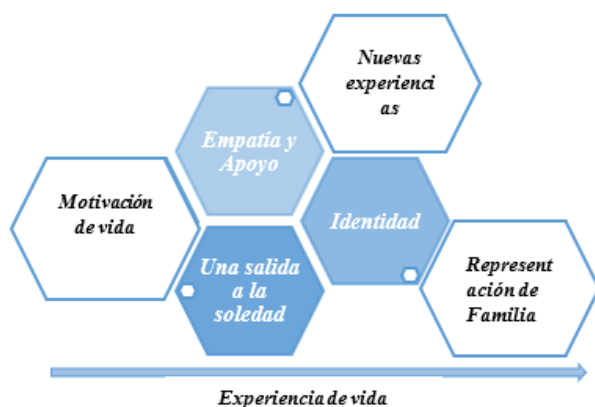 Nuevas
experienci
as
Empatía y
Apoyo
Motivación
de vida
Identidad
Una salida
a la
soledad
Represent
ación de
Familia
Experiencia de vida